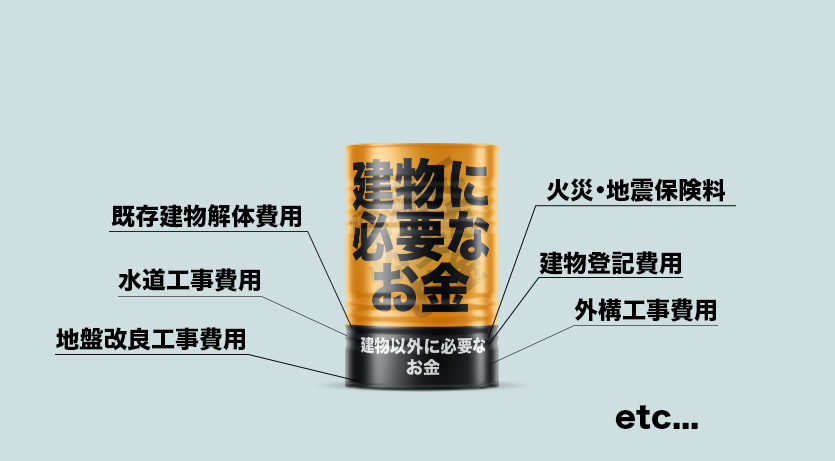 建物に
必要な
お金
建物以外に必要な
お金
既存建物解体費用
水道工事費用
地盤改良工事費用
火災・地震保険料
建物登記費用
外構工事費用
etc...